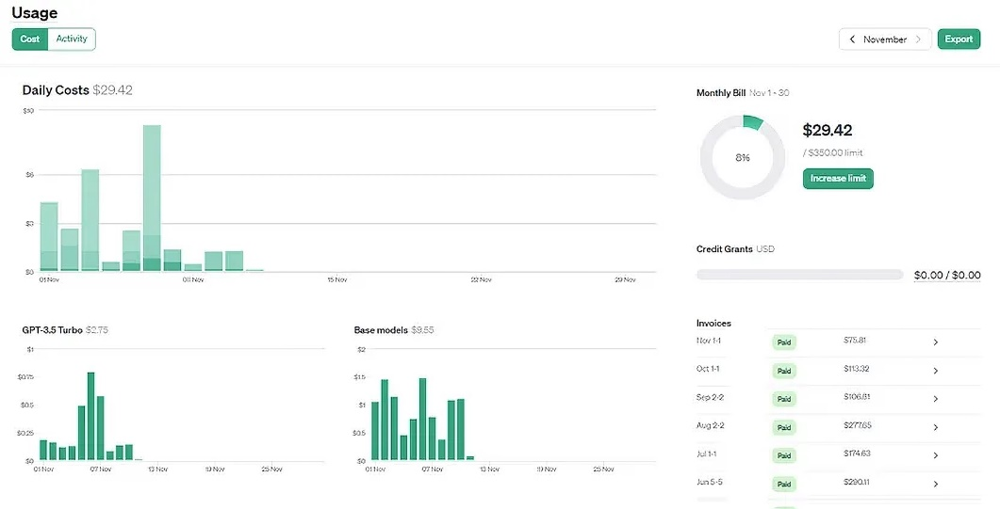 Usage
Cost Activity
November
Export
Daily Costs $29.42
$10
$6
$3
$0
01 Nov 08 Nov 15 Nov 22 Nov 29 Nov
Monthly Bill Nov 1 - 30
8%
$29.42
/ $350.00 limit
Increase limit
Credit Grants USD
$0.00 / $0.00
GPT-3.5 Turbo $2.75
$1
$0.75
$0.5
$0.25
$0
01 Nov 07 Nov 13 Nov 19 Nov 25 Nov
Base models $9.55
$2
$1.5
$1
$0.5
$0
01 Nov 07 Nov 13 Nov 19 Nov 25 Nov
Invoices
Nov 1-1 Paid $75.81
Oct 1-1 Paid $113.32
Sep 2-2 Paid
Aug 2-2 Paid $277.65
Jul 1-1 Paid $174.63
Jun 5-5 Paid $290.11